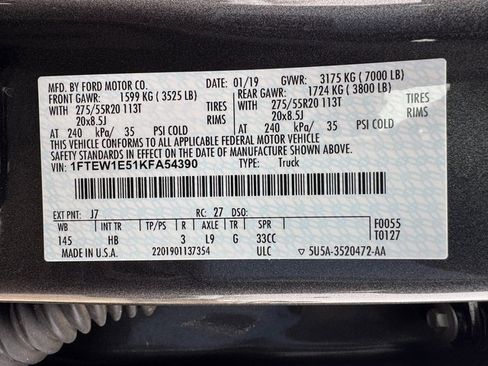 MFD. BY FORD MOTOR CO. DATE: 01/19 GVWR: 3175 KG ( 7000 LB)
FRONT GAWR: 1599 KG ( 3525 LB) REAR GAWR: 1724 KG ( 3800 LB)
WITH 275/55R20 113T TIRES WITH 275/55R20 113T TIRES
20x8.5J RIMS 20x8.5J RIMS
AT 240 kPa/ 35 PSI COLD AT 240 kPa/ 35 PSI COLD
THIS VEHICLE CONFORMS TO ALL APPLICABLE FEDERAL MOTOR VEHICLE
SAFETY STANDARDS IN EFFECT ON THE DATE OF MANUFACTURE SHOWN ABOVE.
VIN: 1FTEW1E51KFA54390 TYPE: Truck
EXT PNT: J7 RC: 27 DSO:
WB INT TR TP/PS R AXLE TR SPR F0055
145 HB 3 L9 G 33CC T0127
MADE IN U.S.A. 2201901137354 ULC ▽ 5U5A-3520472-AA